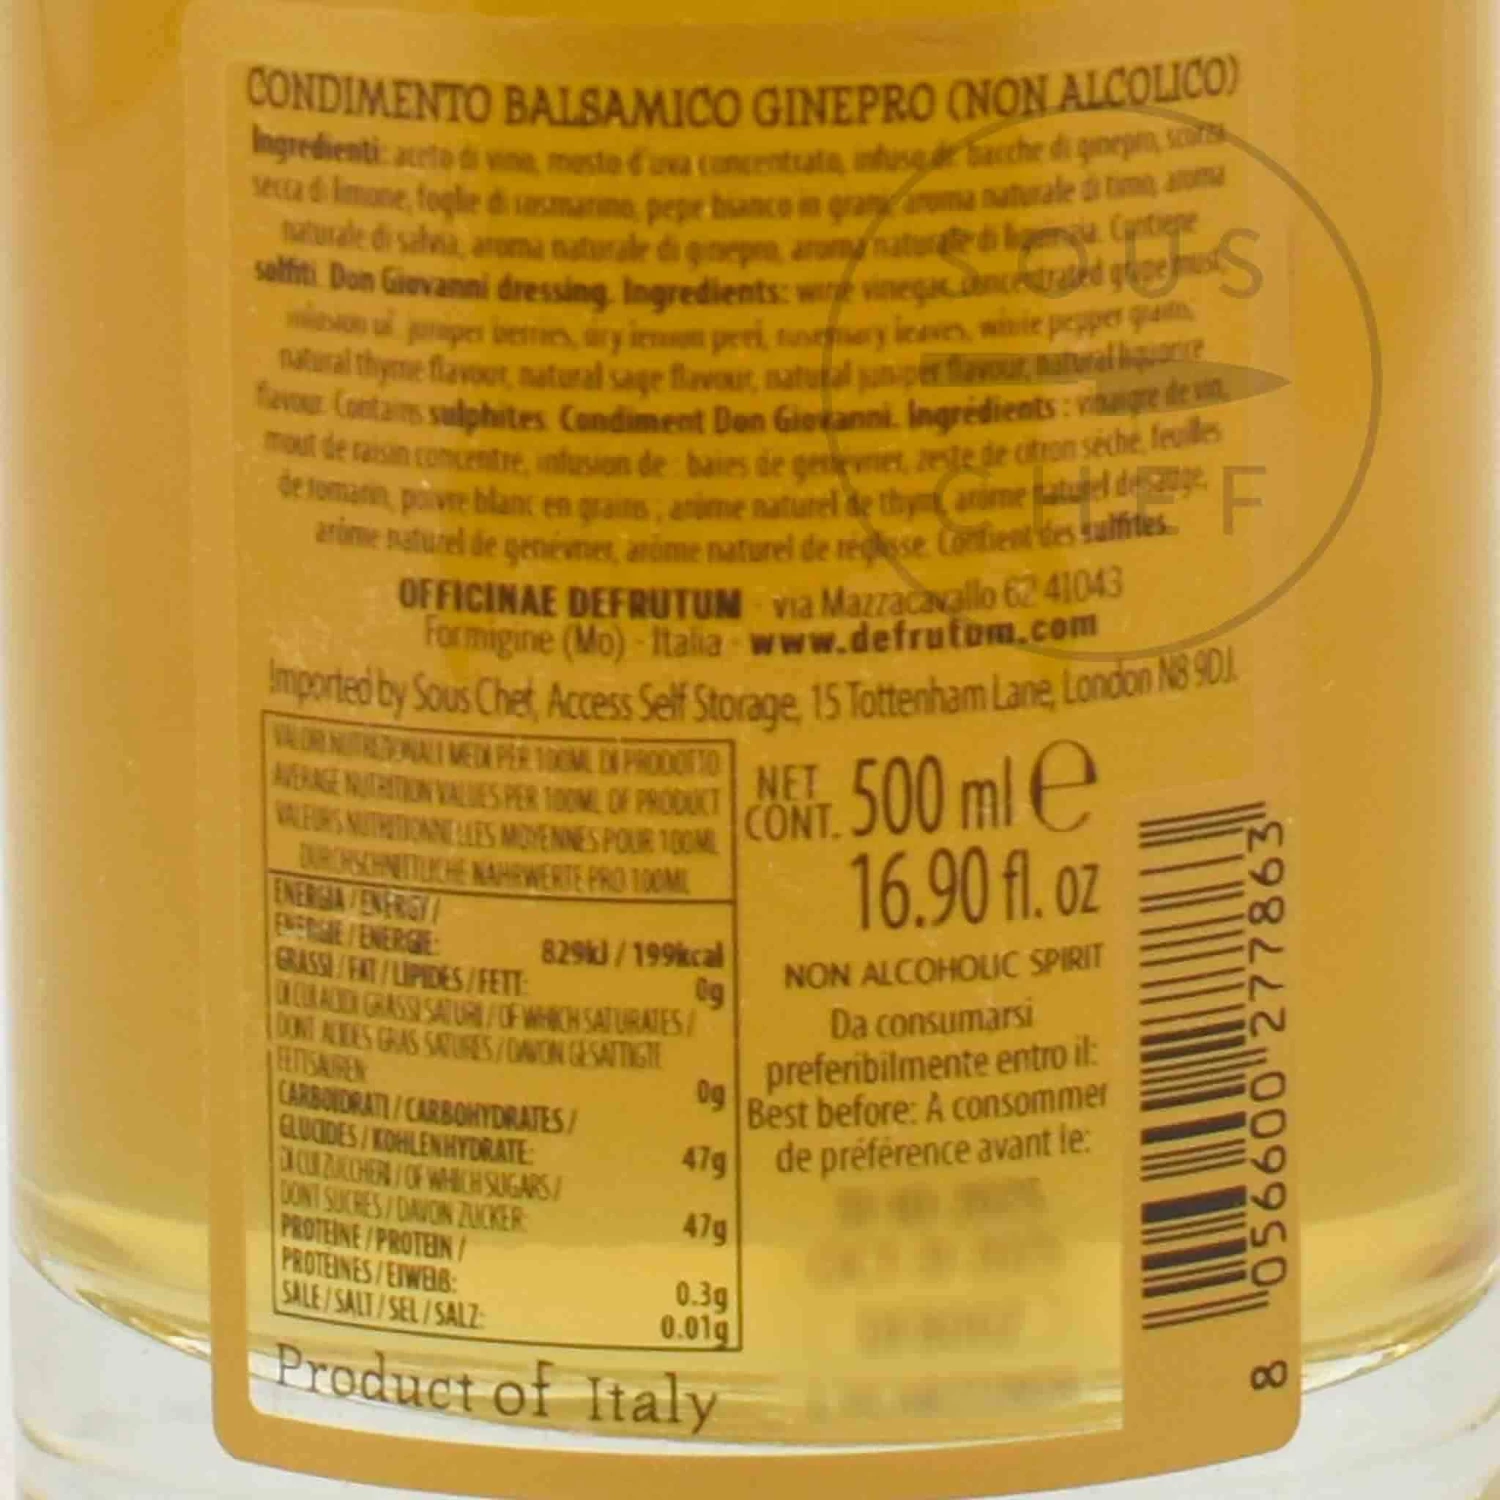 CONDIMENTO BALSAMICO GINEPRO (NON ALCOLICO)
Ingredienti: aceto di vino, mosto d'uva concentrato, infuso di: bacche di ginepro, scorza
secca di limone, foglie di rosmarino, pepe bianco in grani; aroma naturale di timo, aroma
naturale di salvia, aroma naturale di ginepro, aroma naturale di liquirizia. Contiene
solfiti. Don Giovanni dressing. Ingredients: wine vinegar, concentrated grape must,
infusion of: juniper berries, dry lemon peel, rosemary leaves, white pepper grains,
natural thyme flavour, natural sage flavour, natural juniper flavour, natural liquorice
flavour. Contains sulphites. Condiment Don Giovanni. Ingrédients : vinaigre de vin,
mout de raisin concentre, infusion de : baies de genévrier, zeste de citron séché, feuilles
de romarin, poivre blanc en grains ; arôme naturel de thym, arôme naturel de sauge,
arôme naturel de genévrier, arôme naturel de réglisse. Contient des sulfites.
SOUS
CHEF
OFFICINAE DEFRUTUM - via Mazzacavallo 62 41043
Formigine (Mo) - Italia - www.defrutum.com
Imported by Sous Chef, Access Self Storage, 15 Tottenham Lane, London N8 9DJ.
VALORI NUTRIZIONALI MEDI PER 100ML DI PRODOTTO
AVERAGE NUTRITION VALUES PER 100ML OF PRODUCT
VALEURS NUTRITIONNELLES MOYENNES POUR 100ML
DURCHSCHNITTLICHE NAHRWERTE PRO 100ML
ENERGIA / ENERGY /
ENERGIE / ENERGIE: 829kJ / 199kcal
GRASSI / FAT / LIPIDES / FETT: 0g
DI CUI ACIDI GRASSI SATURI / OF WHICH SATURATES /
DONT ACIDES GRAS SATURES / DAVON GESATTIGTE
FETTSAUREN: 0g
CARBOIDRATI / CARBOHYDRATES /
GLUCIDES / KOHLENHYDRATE: 47g
DI CUI ZUCCHERI / OF WHICH SUGARS /
DONT SUCRES / DAVON ZUCKER: 47g
PROTEINE / PROTEIN /
PROTEINES / EIWEIß: 0.3g
SALE / SALT / SEL / SALZ: 0.01g
Product of Italy
NET
CONT. 500 ml e
16.90 fl. oz
NON ALCOHOLIC SPIRIT
Da consumarsi
preferibilmente entro il:
Best before: A consommer
de préférence avant le:
8 056600 277863